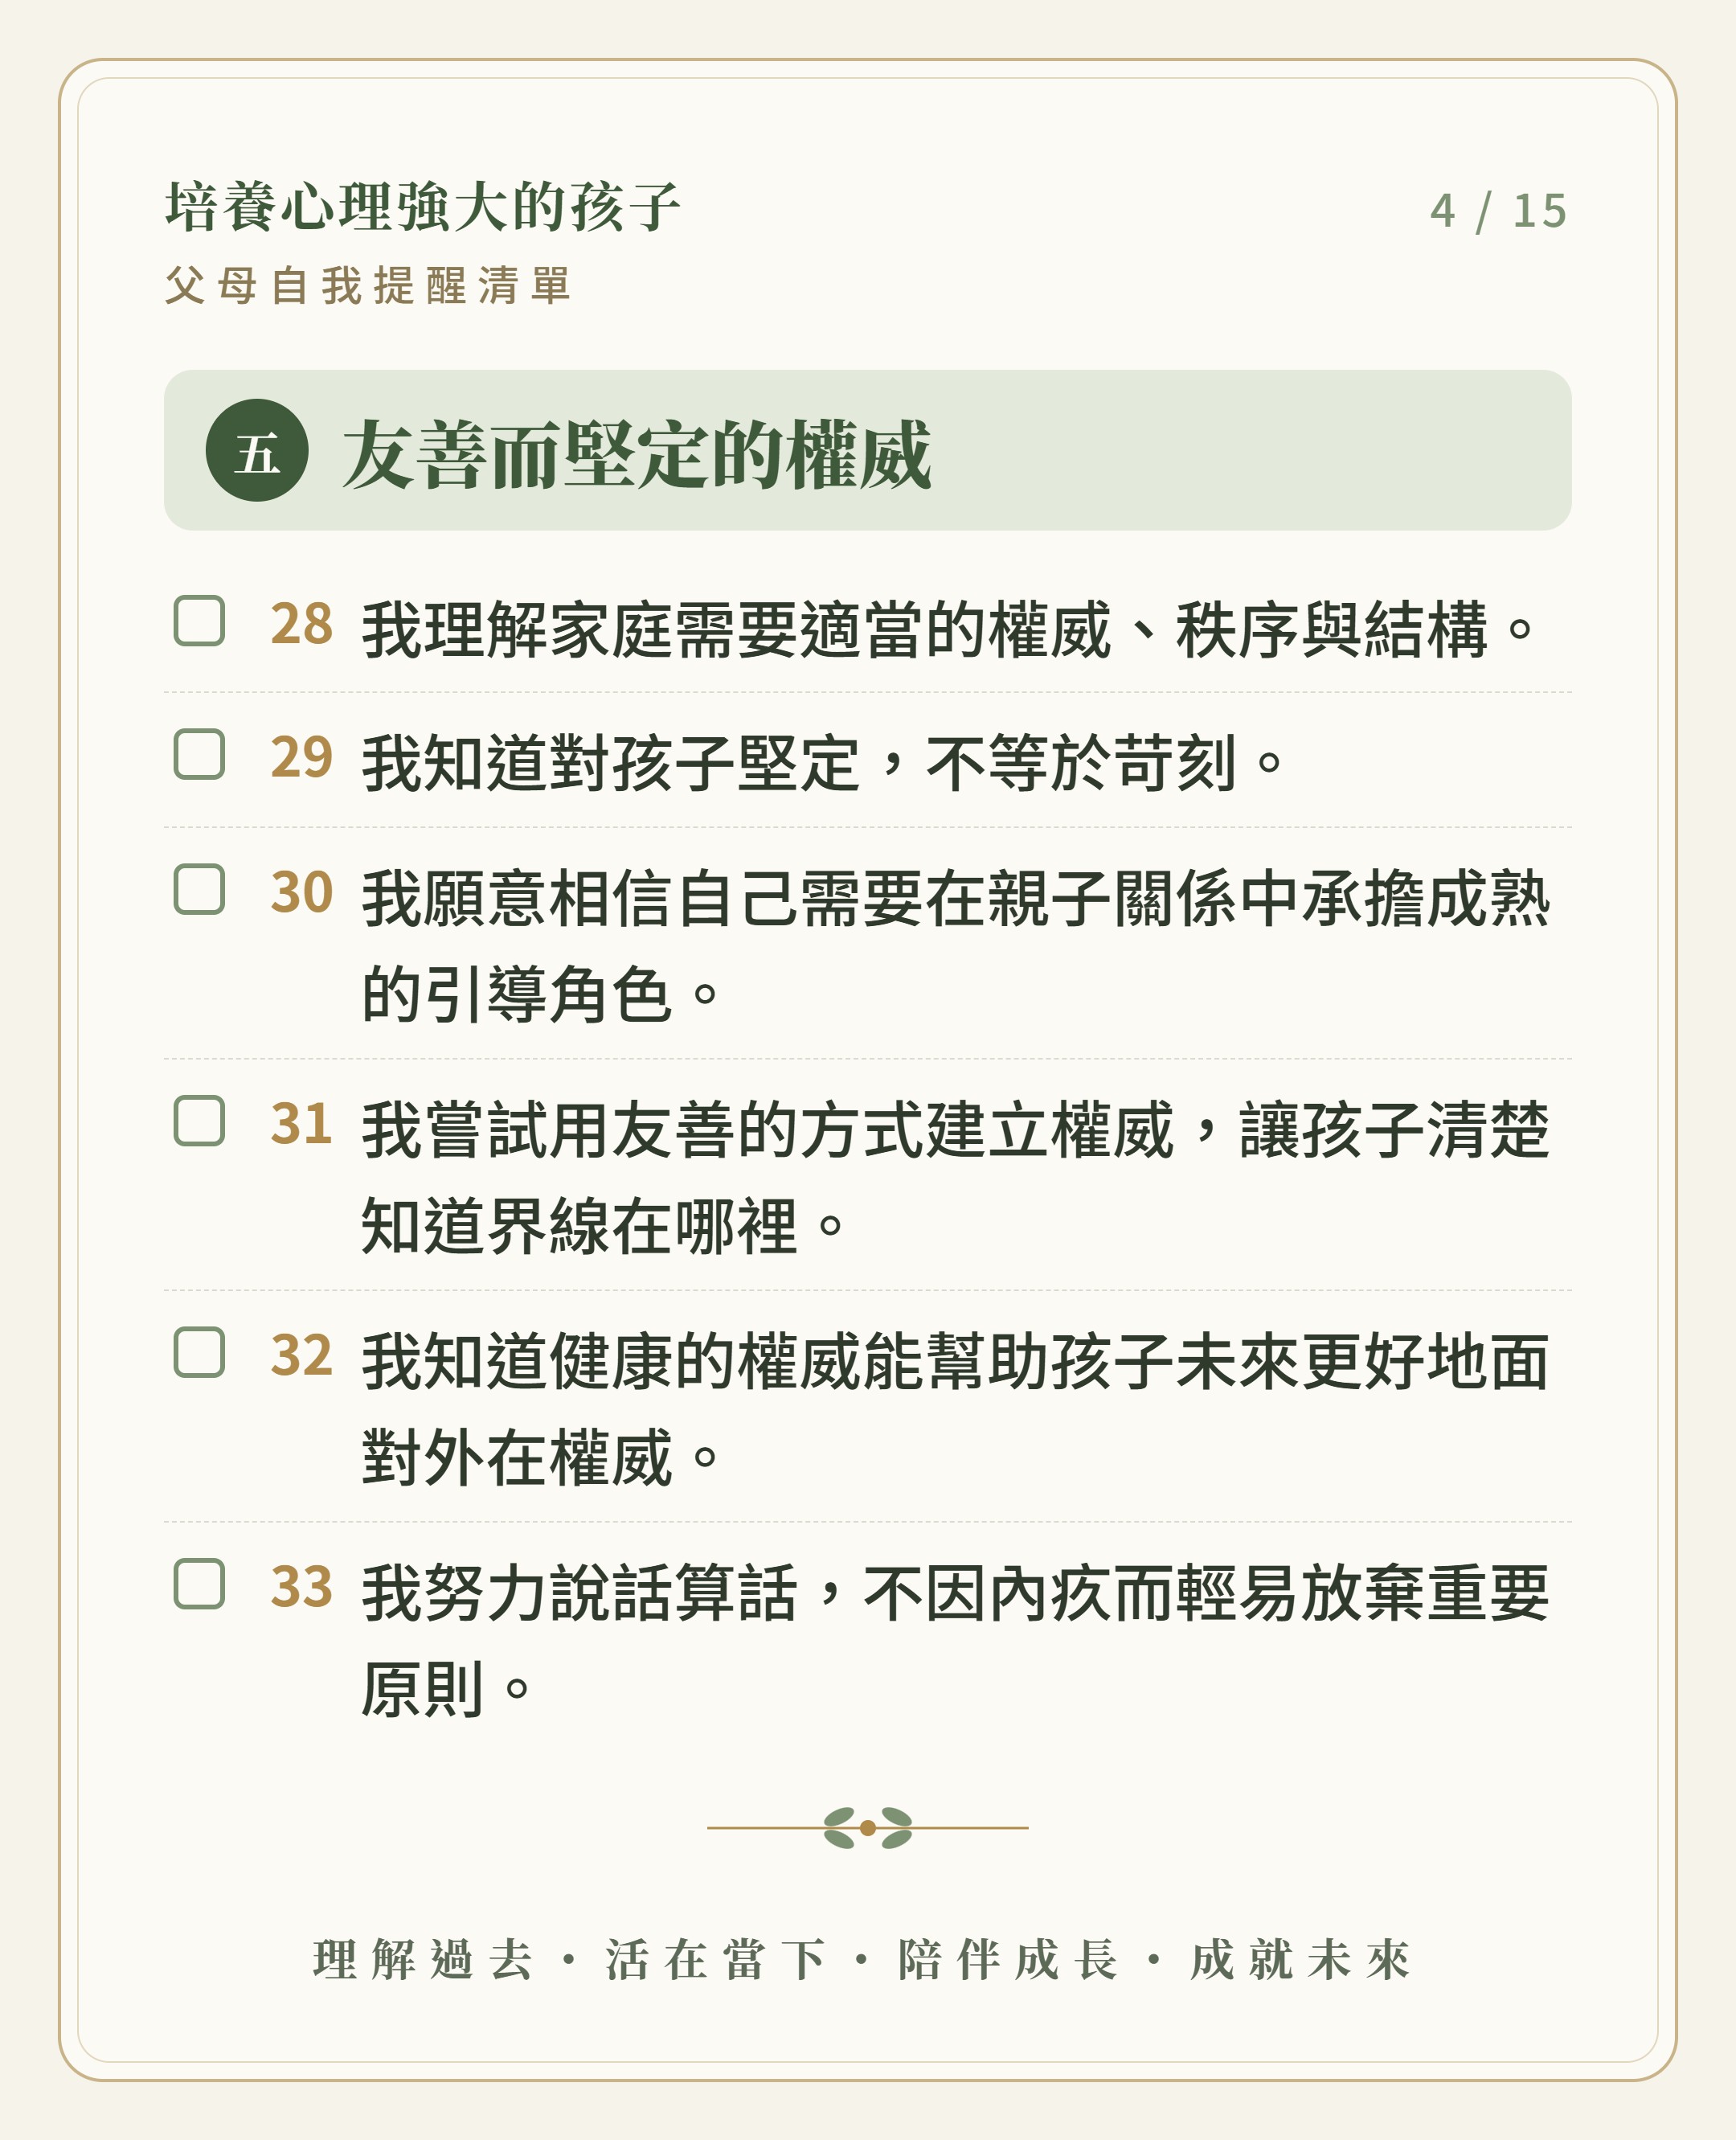 培養心理強大的孩子
4 / 15
父母自我提醒清單
五 友善而堅定的權威
28 我理解家庭需要適當的權威、秩序與結構。
29 我知道對孩子堅定，不等於苛刻。
30 我願意相信自己需要在親子關係中承擔成熟
的引導角色。
31 我嘗試用友善的方式建立權威，讓孩子清楚
知道界線在哪裡。
32 我知道健康的權威能幫助孩子未來更好地面
對外在權威。
33 我努力說話算話，不因內疚而輕易放棄重要
原則。
理解過去・活在當下・陪伴成長・成就未來